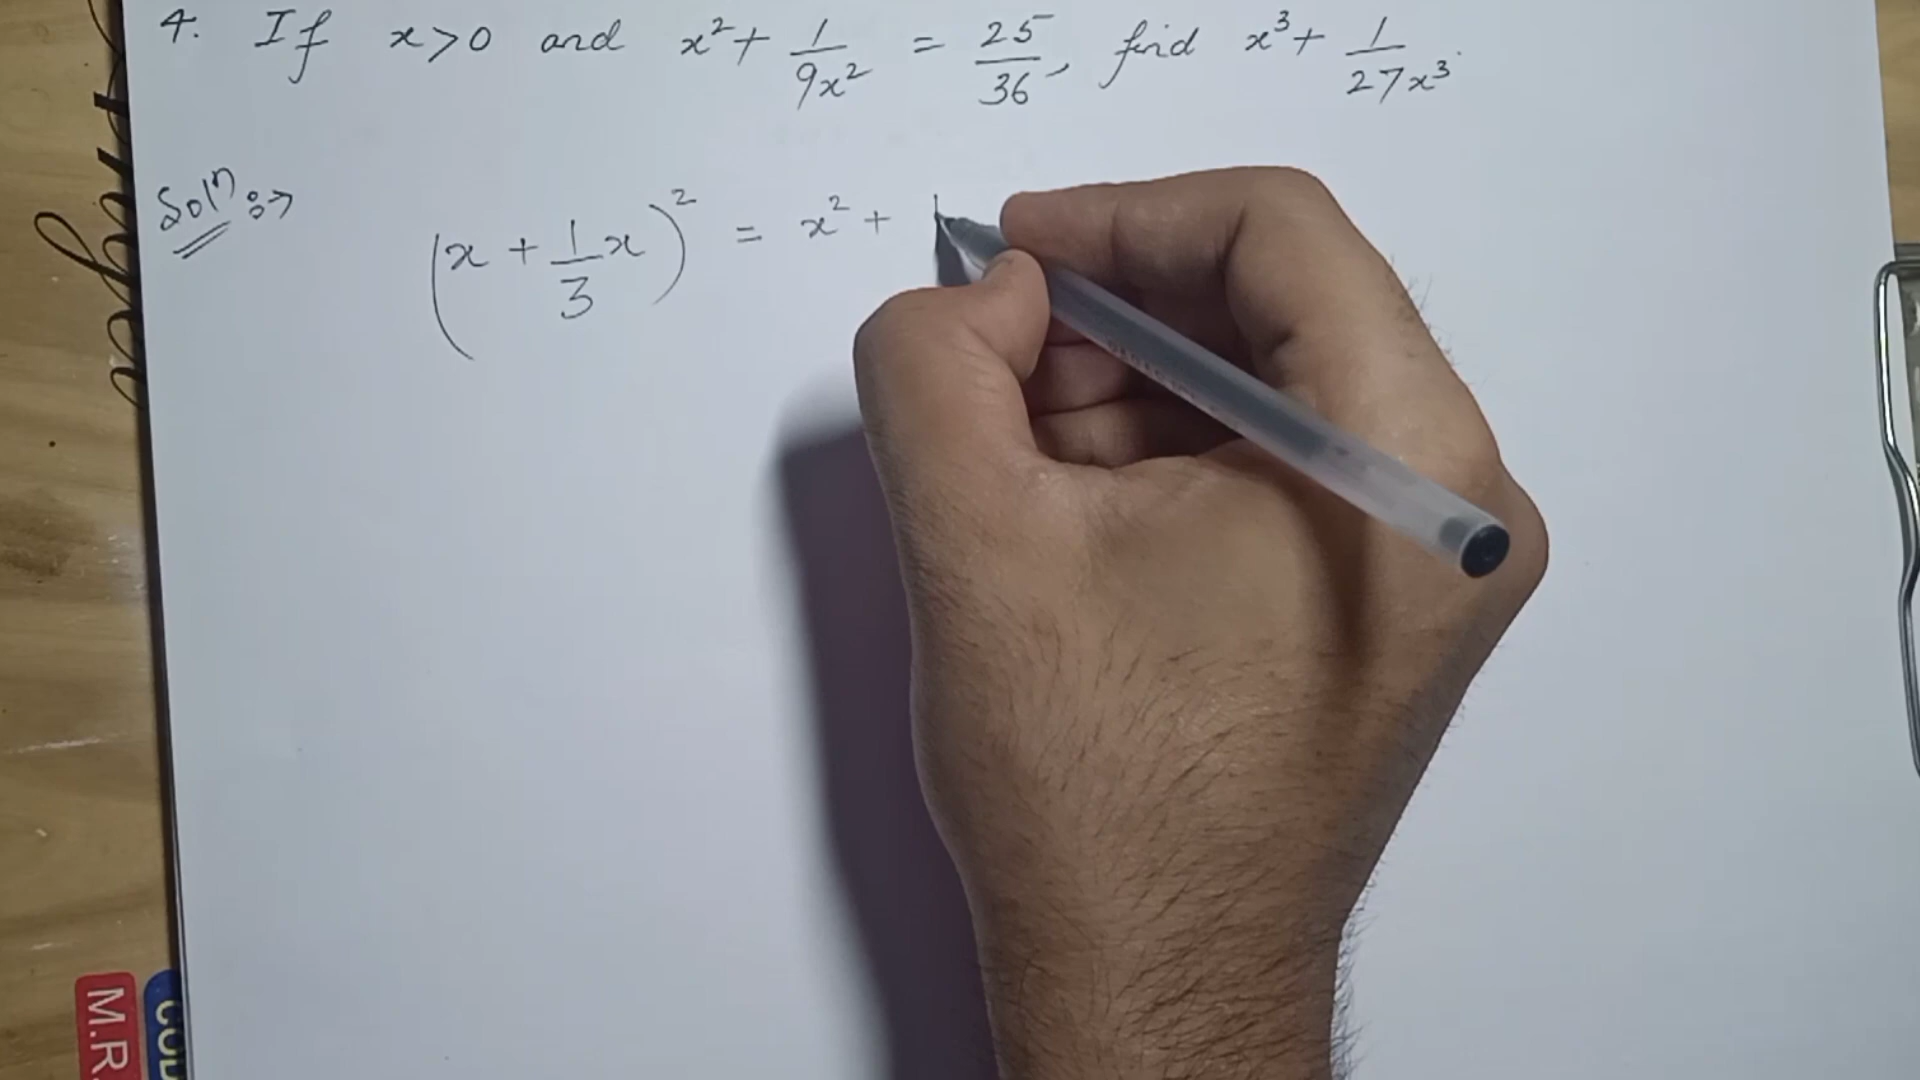 4. If x>0 and x² + 1/9x² = 25/36, find x³ + 1/27x³.
Solⁿ :→
(x + 1/3 x)² = x² +
M.R.